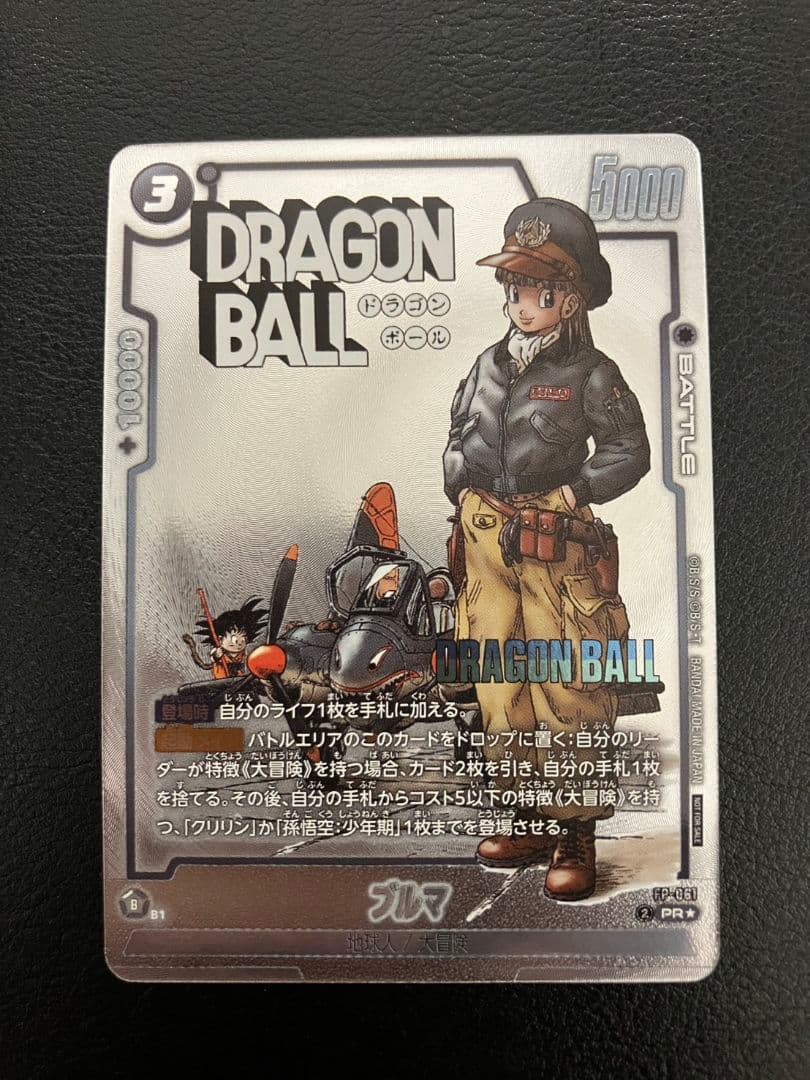 3
5000
DRAGON
BALL
ドラゴン
ボール
BATTLE
+10000
BULMA
DRAGON BALL
登場時 自分のライフ1枚を手札に加える。
バトルエリアのこのカードをドロップに置く:自分のリー
ダーが特徴《大冒険》を持つ場合、カード2枚を引き、自分の手札1枚
を捨てる。その後、自分の手札からコスト5以下の特徴《大冒険》を持
つ、「クリリン」か「孫悟空:少年期」1枚までを登場させる。
©B・S/S ©B・S・T BANDAI MADE IN JAPAN
NOT FOR SALE
ブルマ
地球人 / 大冒険
B
B1
FP-061
2 PR★